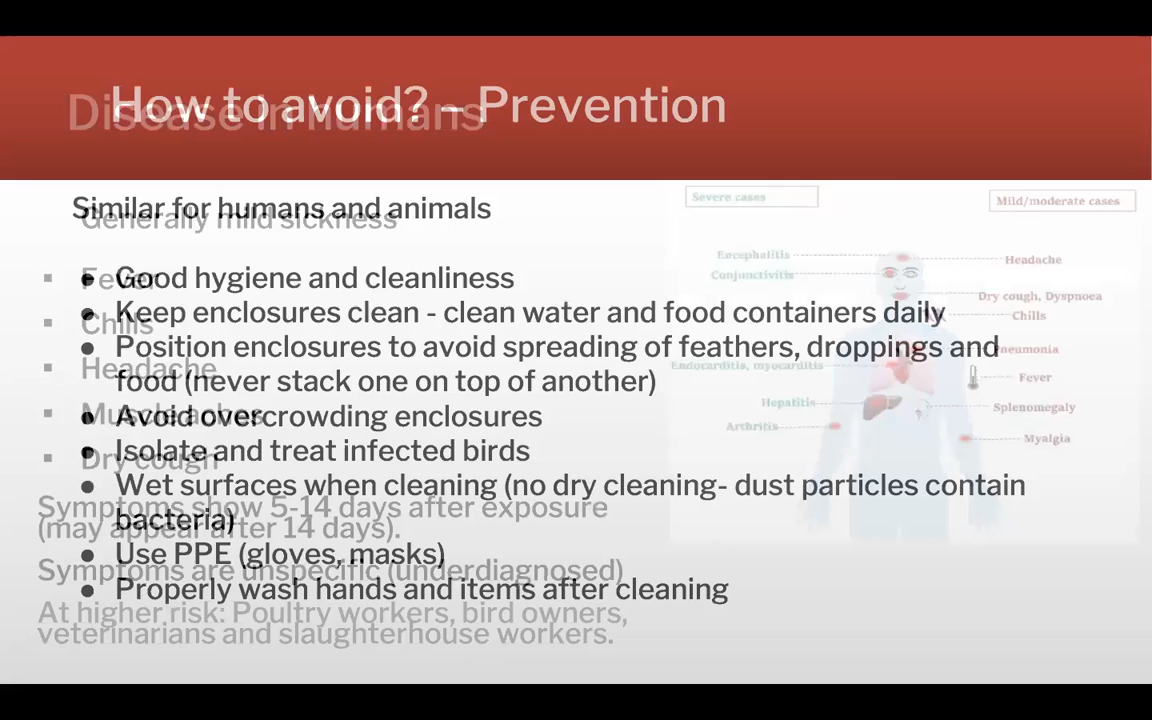 How to avoid? – Prevention
Disease in humans
Similar for humans and animals
● Good hygiene and cleanliness
● Keep enclosures clean - clean water and food containers daily
● Position enclosures to avoid spreading of feathers, droppings and
food (never stack one on top of another)
● Avoid overcrowding enclosures
● Isolate and treat infected birds
● Wet surfaces when cleaning (no dry cleaning- dust particles contain
bacteria)
● Use PPE (gloves, masks)
● Properly wash hands and items after cleaning
Generally mild sickness
▪ Fever
▪ Chills
▪ Headache
▪ Muscle aches
▪ Dry cough
Symptoms show 5-14 days after exposure
(may appear after 14 days).
Symptoms are unspecific (underdiagnosed)
At higher risk: Poultry workers, bird owners,
veterinarians and slaughterhouse workers.
Severe cases
Encephalitis
Conjunctivitis
Endocarditis, myocarditis
Hepatitis
Arthritis
Mild/moderate cases
Headache
Dry cough, Dyspnoea
Chills
Pneumonia
Fever
Splenomegaly
Myalgia